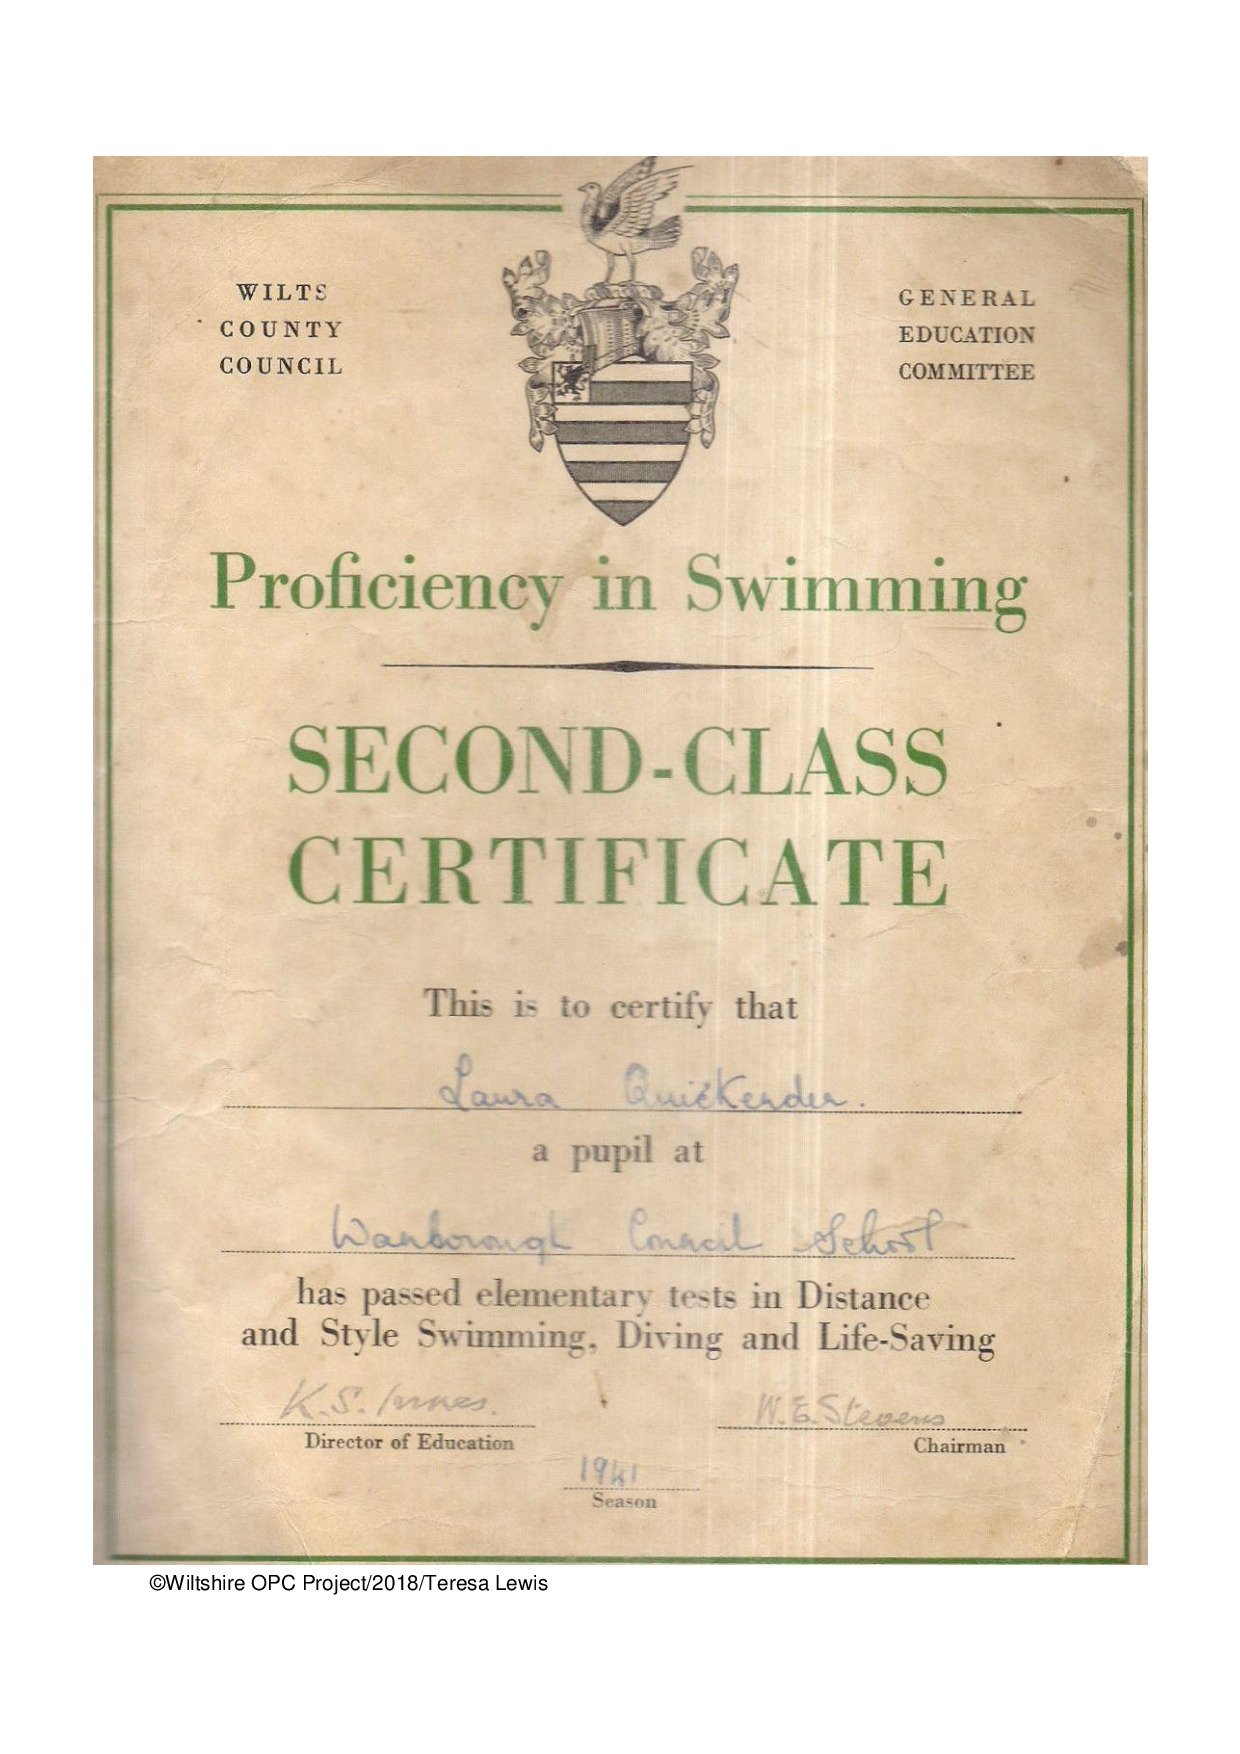 WILTS
COUNTY
COUNCIL
GENERAL
EDUCATION
COMMITTEE
Proficiency in Swimming
SECOND-CLASS
CERTIFICATE
This is to certify that
Laura Quickender.
a pupil at
Wanborough Council School
has passed elementary tests in Distance
and Style Swimming, Diving and Life-Saving
K.S. Innes.
W.E. Stevens
Director of Education
Chairman
1941
Season
©Wiltshire OPC Project/2018/Teresa Lewis